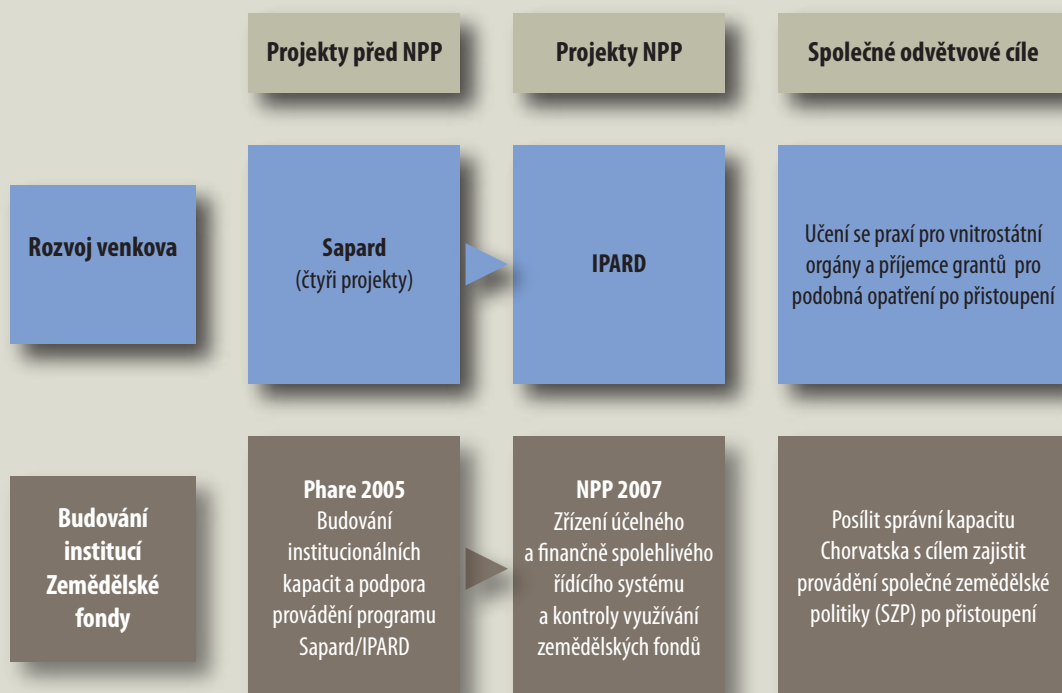 Projekty před NPP
Projekty NPP
Společné odvětvové cíle
Rozvoj venkova
Sapard
(čtyři projekty)
IPARD
Učení se praxí pro vnitrostátní
orgány a příjemce grantů pro
podobná opatření po přistoupení
Budování
institucí
Zemědělské
fondy
Phare 2005
Budování
institucionálních
kapacit a podpora
provádění programu
Sapard/IPARD
NPP 2007
Zřízení účelného
a finančně spolehlivého
řídícího systému
a kontroly využívání
zemědělských fondů
Posílit správní kapacitu
Chorvatska s cílem zajistit
provádění společné zemědělské
politiky (SZP) po přistoupení